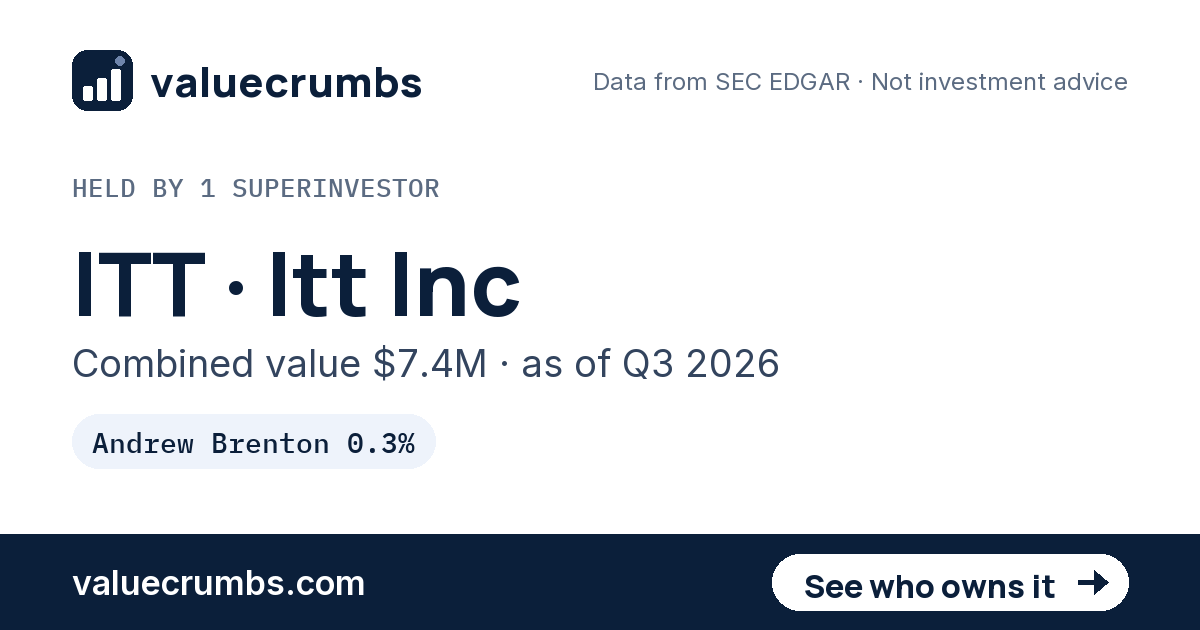 valuecrumbs
Data from SEC EDGAR · Not investment advice
HELD BY 1 SUPERINVESTOR
ITT · Itt Inc
Combined value $7.4M · as of Q3 2026
Andrew Brenton 0.3%
valuecrumbs.com
See who owns it →